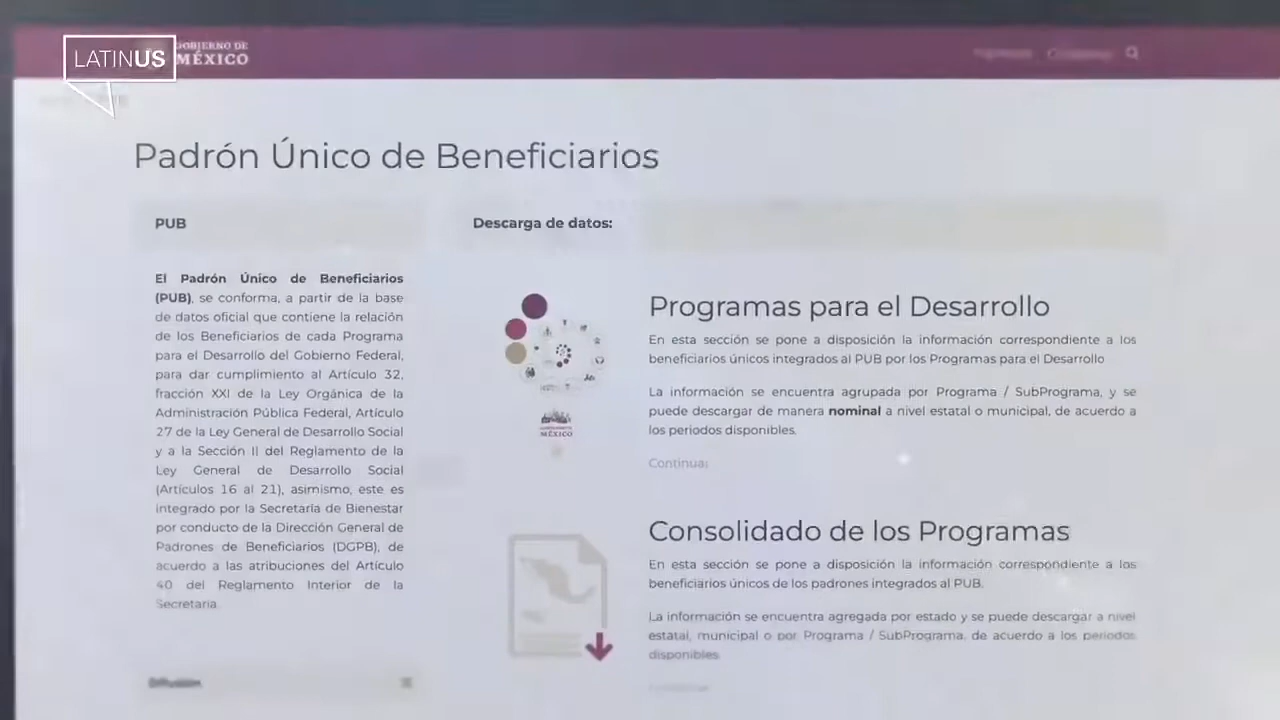 LATINUS
GOBIERNO DE
MÉXICO
Padrón Único de Beneficiarios
PUB
El Padrón Único de Beneficiarios
(PUB), se conforma, a partir de la base
de datos oficial que contiene la relación
de los Beneficiarios de cada Programa
para el Desarrollo del Gobierno Federal,
para dar cumplimiento al Artículo 32,
fracción XXI de la Ley Orgánica de la
Administración Pública Federal, Artículo
27 de la Ley General de Desarrollo Social
y a la Sección II del Reglamento de la
Ley General de Desarrollo Social
(Artículos 16 al 21), asimismo, este es
integrado por la Secretaría de Bienestar
por conducto de la Dirección General de
Padrones de Beneficiarios (DGPB), de
acuerdo a las atribuciones del Artículo
40 del Reglamento Interior de la
Secretaría.
Difusión
Descarga de datos:
MÉXICO
Programas para el Desarrollo
En esta sección se pone a disposición la información correspondiente a los
beneficiarios únicos integrados al PUB por los Programas para el Desarrollo
La información se encuentra agrupada por Programa / SubPrograma, y se
puede descargar de manera nominal a nivel estatal o municipal, de acuerdo a
los periodos disponibles.
Continuar
Consolidado de los Programas
En esta sección se pone a disposición la información correspondiente a los
beneficiarios únicos de los padrones integrados al PUB.
La información se encuentra agregada por estado y se puede descargar a nivel
estatal, municipal o por Programa / SubPrograma, de acuerdo a los periodos
disponibles.